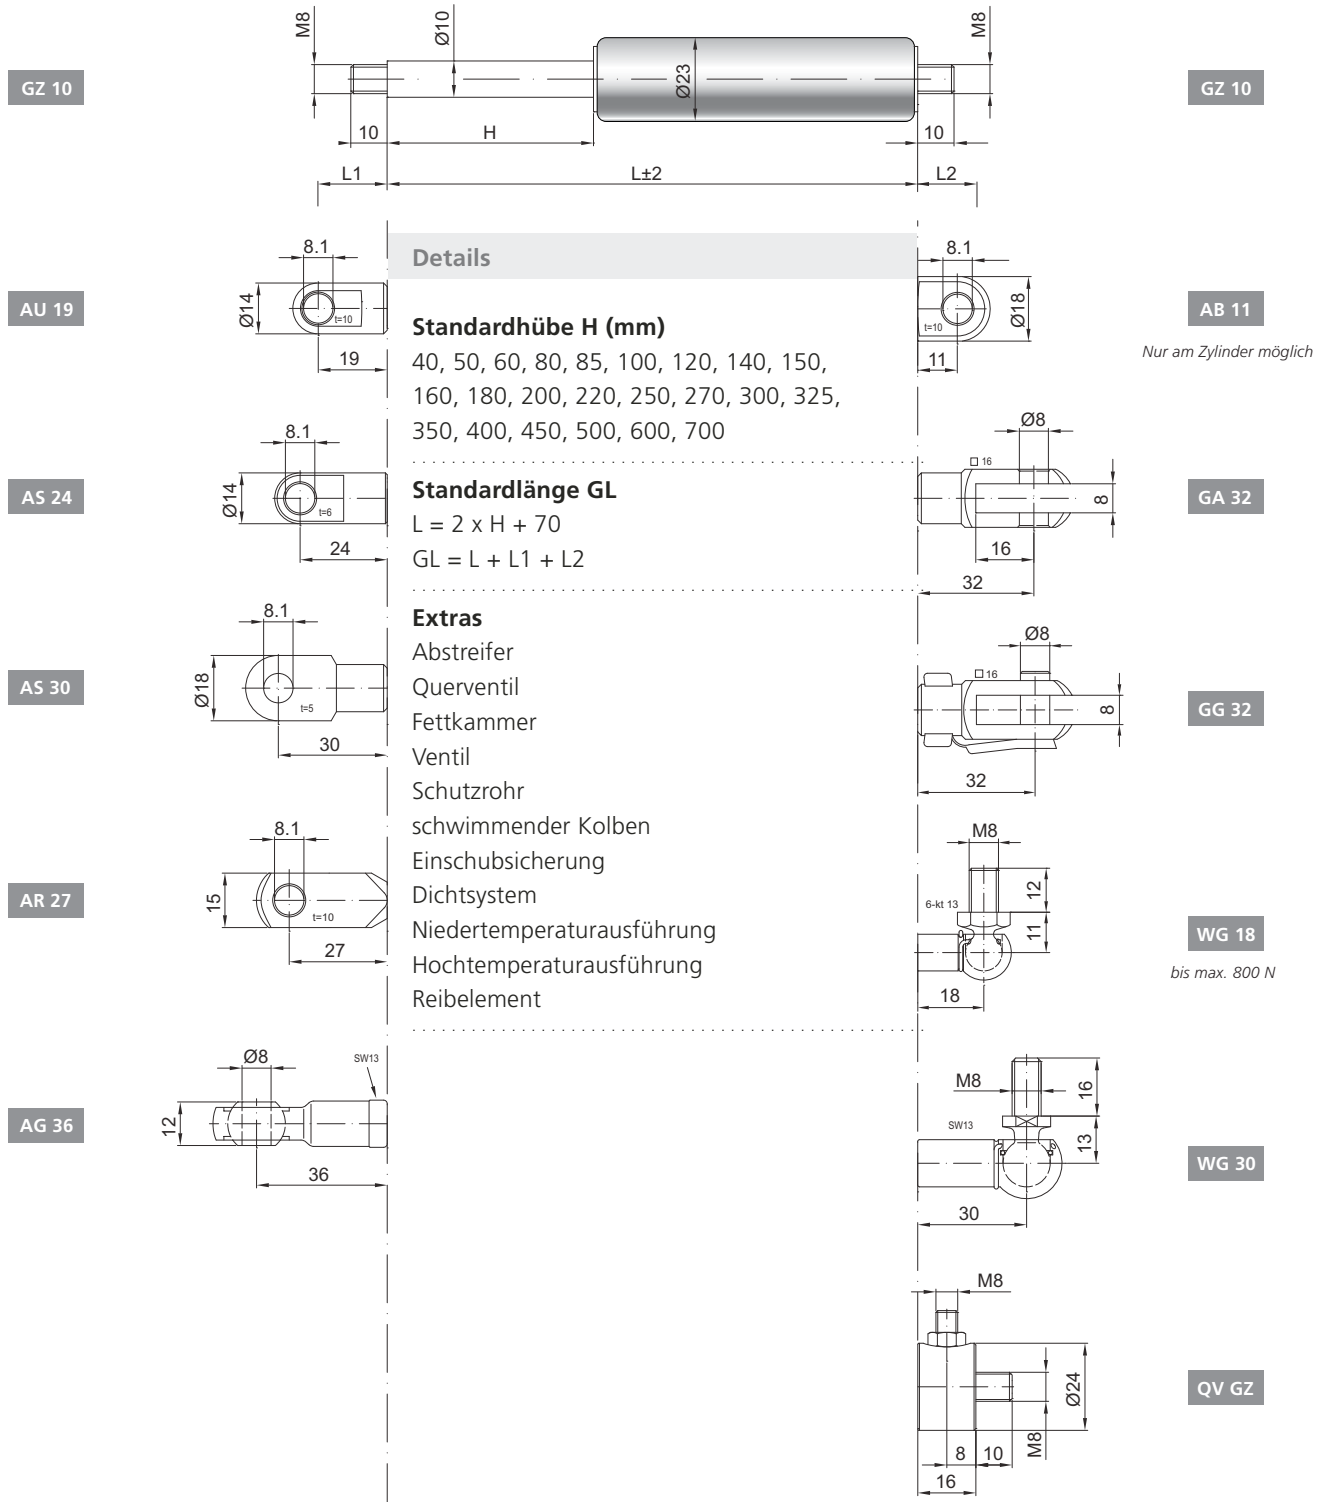 M8
Ø10
Ø23
M8
GZ 10
GZ 10
10
H
10
L1
L±2
L2
8.1
Ø14
t=10
19
AU 19
Details
8.1
Ø18
t=10
11
AB 11
Nur am Zylinder möglich
Standardhübe H (mm)
40, 50, 60, 80, 85, 100, 120, 140, 150,
160, 180, 200, 220, 250, 270, 300, 325,
350, 400, 450, 500, 600, 700
8.1
Ø14
t=6
24
AS 24
Standardlänge GL
L = 2 x H + 70
GL = L + L1 + L2
Ø8
16
8
16
32
GA 32
8.1
Ø18
t=5
30
AS 30
Extras
Abstreifer
Querventil
Fettkammer
Ventil
Schutzrohr
schwimmender Kolben
Einschubsicherung
Dichtsystem
Niedertemperaturausführung
Hochtemperaturausführung
Reibelement
Ø8
16
8
32
GG 32
8.1
15
t=10
27
AR 27
M8
12
6-kt 13
11
18
WG 18
bis max. 800 N
Ø8
SW13
12
36
AG 36
M8
16
SW13
13
30
WG 30
M8
Ø24
M8
8
10
16
QV GZ